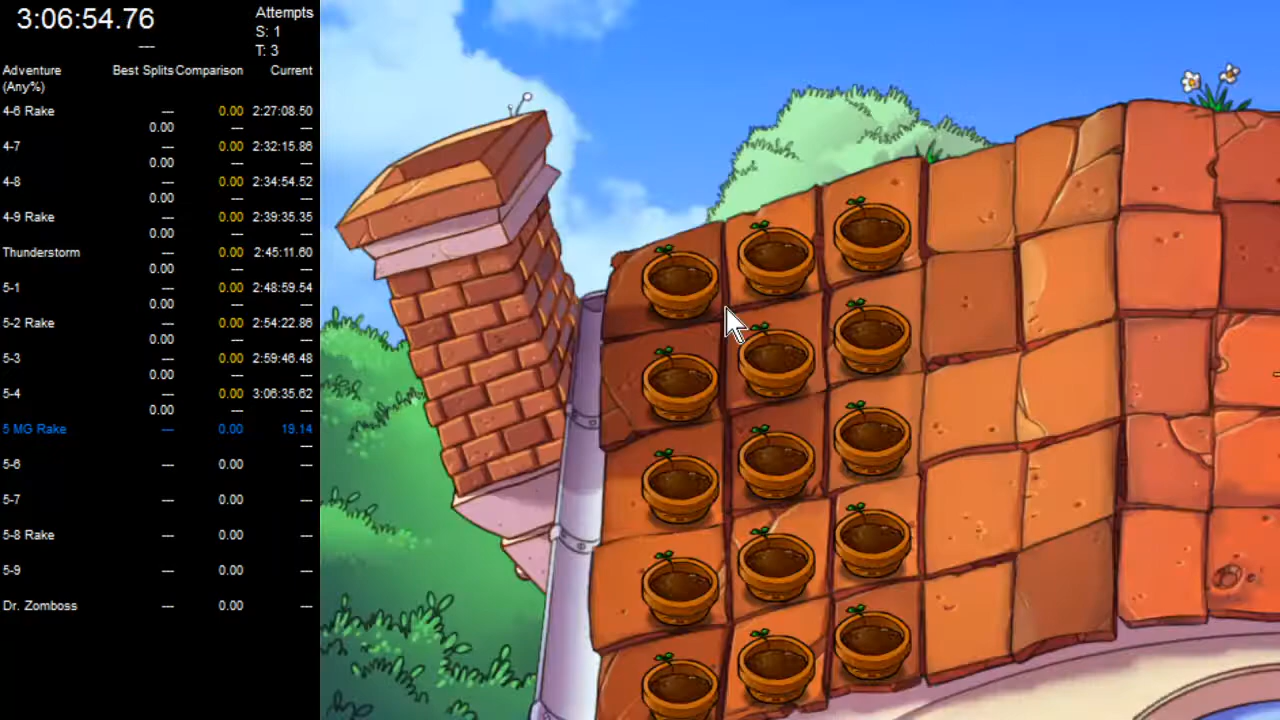 3:06:54.76
Attempts
S: 1
T: 3
—
Adventure (Any%) Best Splits Comparison Current
4-6 Rake — 0.00 2:27:08.50
0.00 — —
4-7 — 0.00 2:32:15.86
0.00 — —
4-8 — 0.00 2:34:54.52
0.00 — —
4-9 Rake — 0.00 2:39:35.35
0.00 — —
Thunderstorm — 0.00 2:45:11.60
0.00 — —
5-1 — 0.00 2:48:59.54
0.00 — —
5-2 Rake — 0.00 2:54:22.86
0.00 — —
5-3 — 0.00 2:59:46.48
0.00 — —
5-4 — 0.00 3:06:35.62
0.00 — —
5 MG Rake — 0.00 19.14
—
5-6 — 0.00 —
5-7 — 0.00 —
5-8 Rake — 0.00 —
5-9 — 0.00 —
Dr. Zomboss — 0.00 —